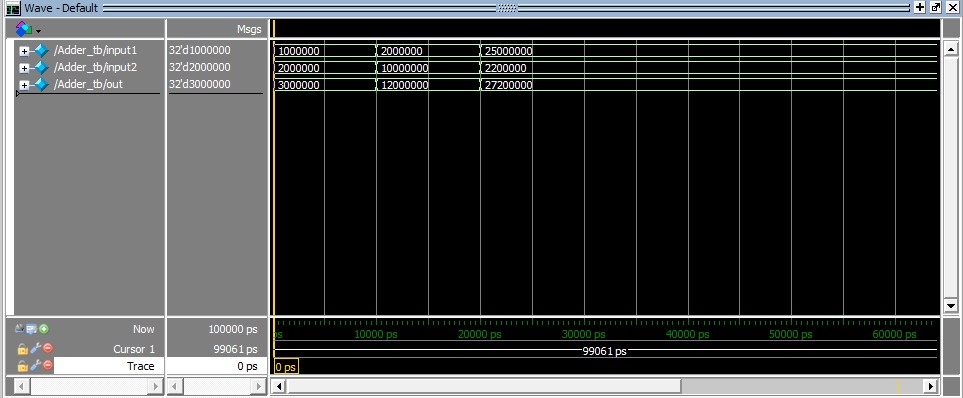 Wave - Default
Msgs
/Adder_tb/input1 32'd1000000 1000000 2000000 25000000
/Adder_tb/input2 32'd2000000 2000000 10000000 2200000
/Adder_tb/out 32'd3000000 3000000 12000000 27200000
Now 100000 ps ps 10000 ps 20000 ps 30000 ps 40000 ps 50000 ps 60000 ps
Cursor 1 99061 ps 99061 ps
Trace 0 ps 0 ps